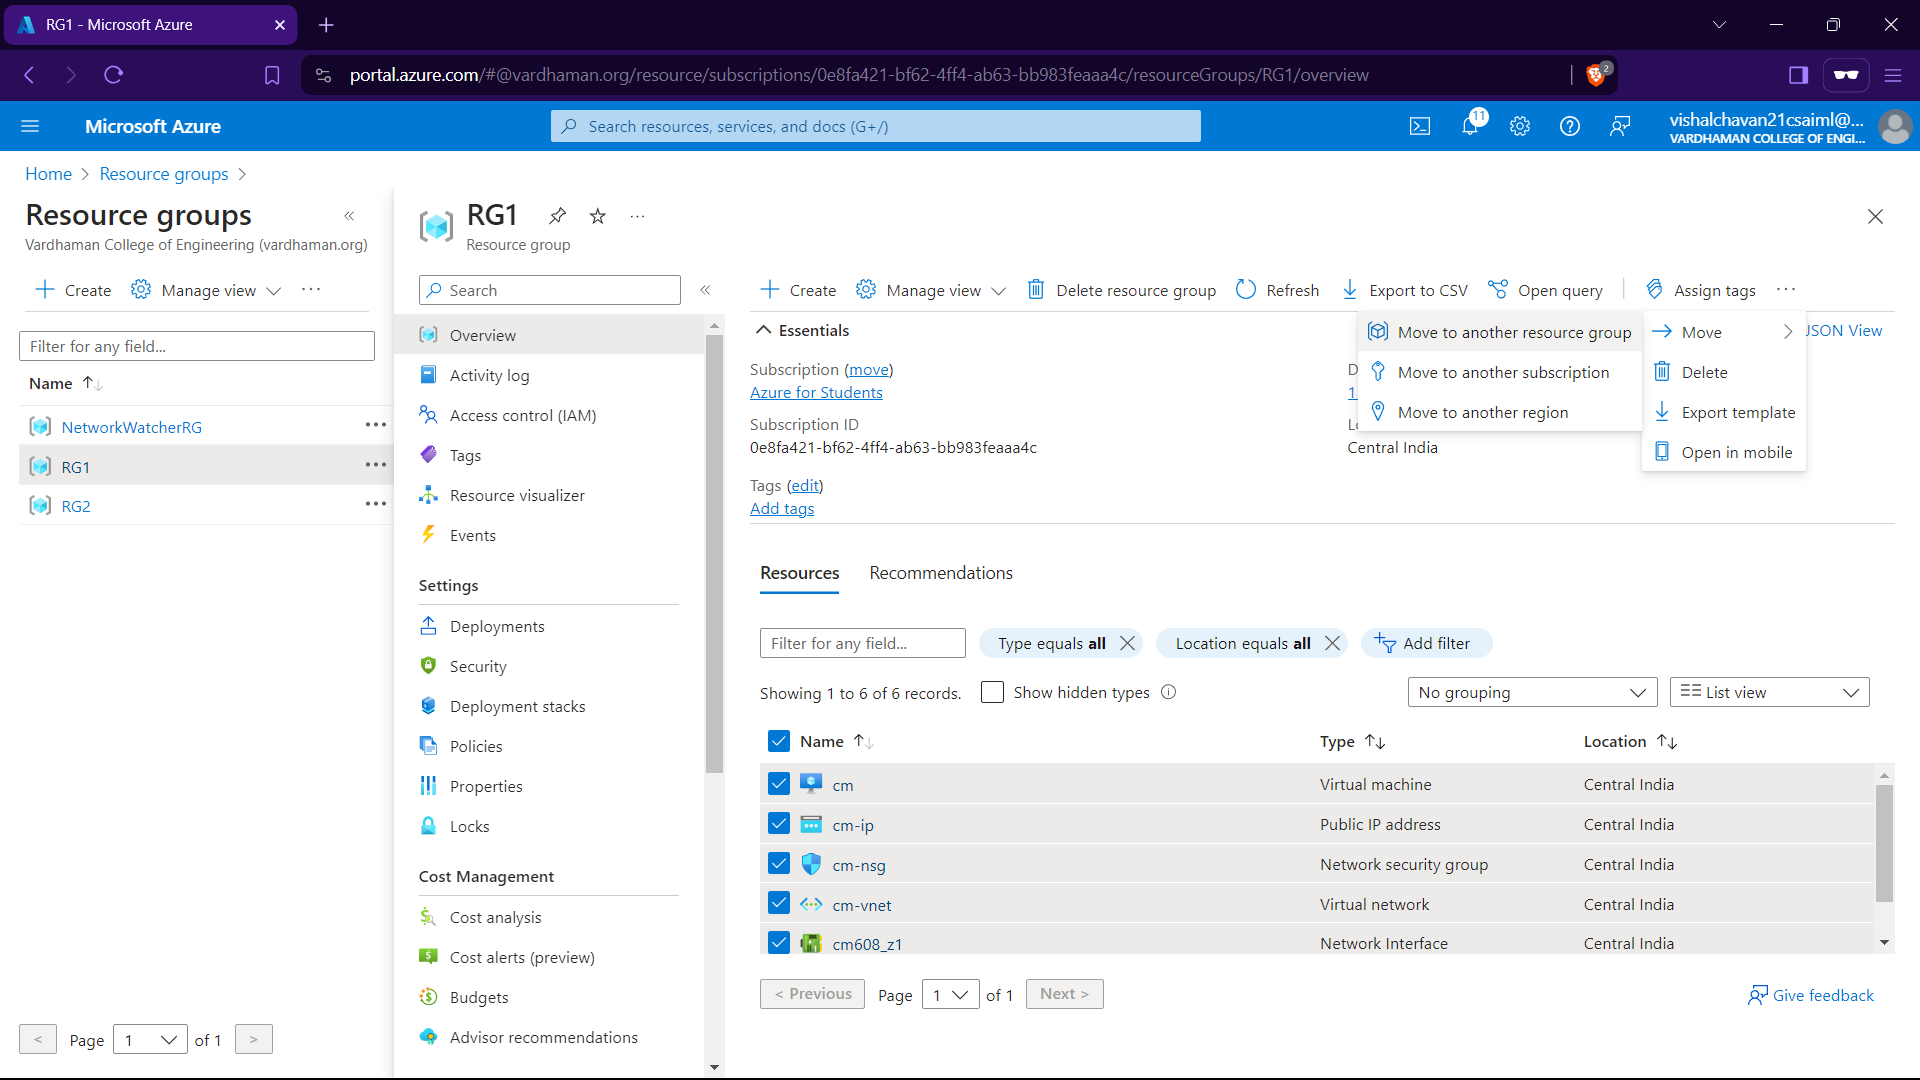 RG1 - Microsoft Azure
portal.azure.com/#@vardhaman.org/resource/subscriptions/0e8fa421-bf62-4ff4-ab63-bb983feaaa4c/resourceGroups/RG1/overview
2
Microsoft Azure
Search resources, services, and docs (G+/)
11
vishalchavan21csaiml@...
VARDHAMAN COLLEGE OF ENGI...
Home > Resource groups >
Resource groups
Vardhaman College of Engineering (vardhaman.org)
Create
Manage view
Filter for any field...
Name
NetworkWatcherRG
RG1
RG2
< Page 1 of 1 >
RG1
Resource group
Search
Overview
Activity log
Access control (IAM)
Tags
Resource visualizer
Events
Settings
Deployments
Security
Deployment stacks
Policies
Properties
Locks
Cost Management
Cost analysis
Cost alerts (preview)
Budgets
Advisor recommendations
Create
Manage view
Delete resource group
Refresh
Export to CSV
Open query
Assign tags
Essentials
JSON View
Move to another resource group
Move to another subscription
Move to another region
Move
Delete
Export template
Open in mobile
Subscription (move)
Azure for Students
Subscription ID
0e8fa421-bf62-4ff4-ab63-bb983feaaa4c
D
1
Central India
Tags (edit)
Add tags
Resources
Recommendations
Filter for any field...
Type equals all
Location equals all
Add filter
Showing 1 to 6 of 6 records.
Show hidden types
No grouping
List view
Name Type Location
cm Virtual machine Central India
cm-ip Public IP address Central India
cm-nsg Network security group Central India
cm-vnet Virtual network Central India
cm608_z1 Network Interface Central India
< Previous Page 1 of 1 Next >
Give feedback